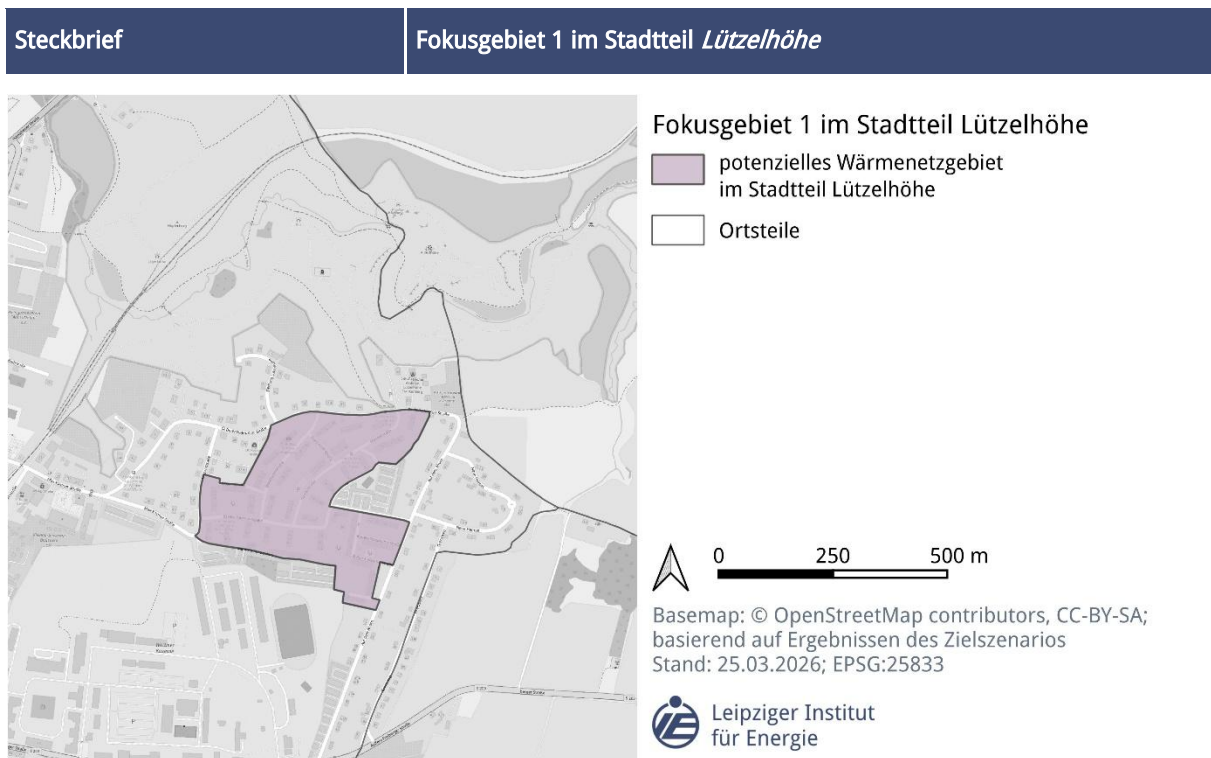 Steckbrief
Fokusgebiet 1 im Stadtteil Lützelhöhe
Fokusgebiet 1 im Stadtteil Lützelhöhe
potenzielles Wärmenetzgebiet
im Stadtteil Lützelhöhe
Ortsteile
0 250 500 m
Basemap: © OpenStreetMap contributors, CC-BY-SA;
basierend auf Ergebnissen des Zielszenarios
Stand: 25.03.2026; EPSG:25833
Leipziger Institut
für Energie